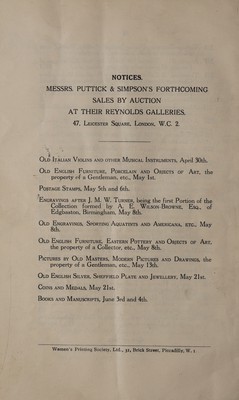 NOTICES.
MESSRS. PUTTICK & SIMPSON'S FORTHCOMING
SALES BY AUCTION
AT THEIR REYNOLDS GALLERIES,
47, Leicester Square, London, W.C. 2.
Old Italian Violins and other Musical Instruments, April 30th.
Old English Furniture, Porcelain and Objects of Art, the
property of a Gentleman, etc., May 1st.
Postage Stamps, May 5th and 6th.
Engravings after J. M. W. Turner, being the first Portion of the
Collection formed by A. E. Wilson-Browne, Esq., of
Edgbaston, Birmingham, May 8th.
Old Engravings, Sporting Aquatints and Americana, etc., May
8th.
Old English Furniture, Eastern Pottery and Objects of Art,
the property of a Collector, etc., May 8th.
Pictures by Old Masters, Modern Pictures and Drawings, the
property of a Gentleman, etc., May 13th.
Old English Silver, Sheffield Plate and Jewellery, May 21st.
Coins and Medals, May 21st.
Books and Manuscripts, June 3rd and 4th.
Women's Printing Society, Ltd., 31, Brick Street, Piccadilly, W. 1